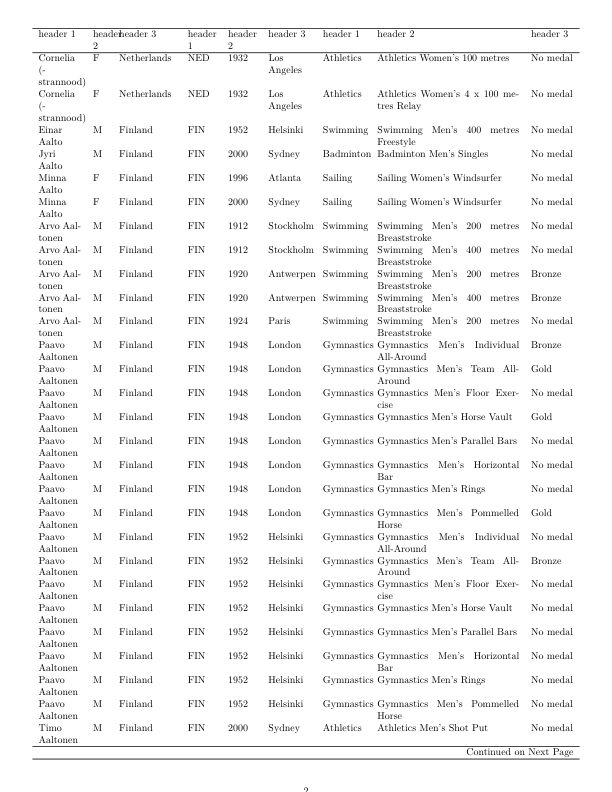 header 1 header 2 header 3 header 1 header 2 header 3 header 1 header 2 header 3
Cornelia (-strannood) F Netherlands NED 1932 Los Angeles Athletics Athletics Women's 100 metres No medal
Cornelia (-strannood) F Netherlands NED 1932 Los Angeles Athletics Athletics Women's 4 x 100 me-tres Relay No medal
Einar Aalto M Finland FIN 1952 Helsinki Swimming Swimming Men's 400 metres Freestyle No medal
Jyri Aalto M Finland FIN 2000 Sydney Badminton Badminton Men's Singles No medal
Minna Aalto F Finland FIN 1996 Atlanta Sailing Sailing Women's Windsurfer No medal
Minna Aalto F Finland FIN 2000 Sydney Sailing Sailing Women's Windsurfer No medal
Arvo Aal-tonen M Finland FIN 1912 Stockholm Swimming Swimming Men's 200 metres Breaststroke No medal
Arvo Aal-tonen M Finland FIN 1912 Stockholm Swimming Swimming Men's 400 metres Breaststroke No medal
Arvo Aal-tonen M Finland FIN 1920 Antwerpen Swimming Swimming Men's 200 metres Breaststroke Bronze
Arvo Aal-tonen M Finland FIN 1920 Antwerpen Swimming Swimming Men's 400 metres Breaststroke Bronze
Arvo Aal-tonen M Finland FIN 1924 Paris Swimming Swimming Men's 200 metres Breaststroke No medal
Paavo Aaltonen M Finland FIN 1948 London Gymnastics Gymnastics Men's Individual All-Around Bronze
Paavo Aaltonen M Finland FIN 1948 London Gymnastics Gymnastics Men's Team All-Around Gold
Paavo Aaltonen M Finland FIN 1948 London Gymnastics Gymnastics Men's Floor Exer-cise No medal
Paavo Aaltonen M Finland FIN 1948 London Gymnastics Gymnastics Men's Horse Vault Gold
Paavo Aaltonen M Finland FIN 1948 London Gymnastics Gymnastics Men's Parallel Bars No medal
Paavo Aaltonen M Finland FIN 1948 London Gymnastics Gymnastics Men's Horizontal Bar No medal
Paavo Aaltonen M Finland FIN 1948 London Gymnastics Gymnastics Men's Rings No medal
Paavo Aaltonen M Finland FIN 1948 London Gymnastics Gymnastics Men's Pommelled Horse Gold
Paavo Aaltonen M Finland FIN 1952 Helsinki Gymnastics Gymnastics Men's Individual All-Around No medal
Paavo Aaltonen M Finland FIN 1952 Helsinki Gymnastics Gymnastics Men's Team All-Around Bronze
Paavo Aaltonen M Finland FIN 1952 Helsinki Gymnastics Gymnastics Men's Floor Exer-cise No medal
Paavo Aaltonen M Finland FIN 1952 Helsinki Gymnastics Gymnastics Men's Horse Vault No medal
Paavo Aaltonen M Finland FIN 1952 Helsinki Gymnastics Gymnastics Men's Parallel Bars No medal
Paavo Aaltonen M Finland FIN 1952 Helsinki Gymnastics Gymnastics Men's Horizontal Bar No medal
Paavo Aaltonen M Finland FIN 1952 Helsinki Gymnastics Gymnastics Men's Rings No medal
Paavo Aaltonen M Finland FIN 1952 Helsinki Gymnastics Gymnastics Men's Pommelled Horse No medal
Timo Aaltonen M Finland FIN 2000 Sydney Athletics Athletics Men's Shot Put No medal
Continued on Next Page